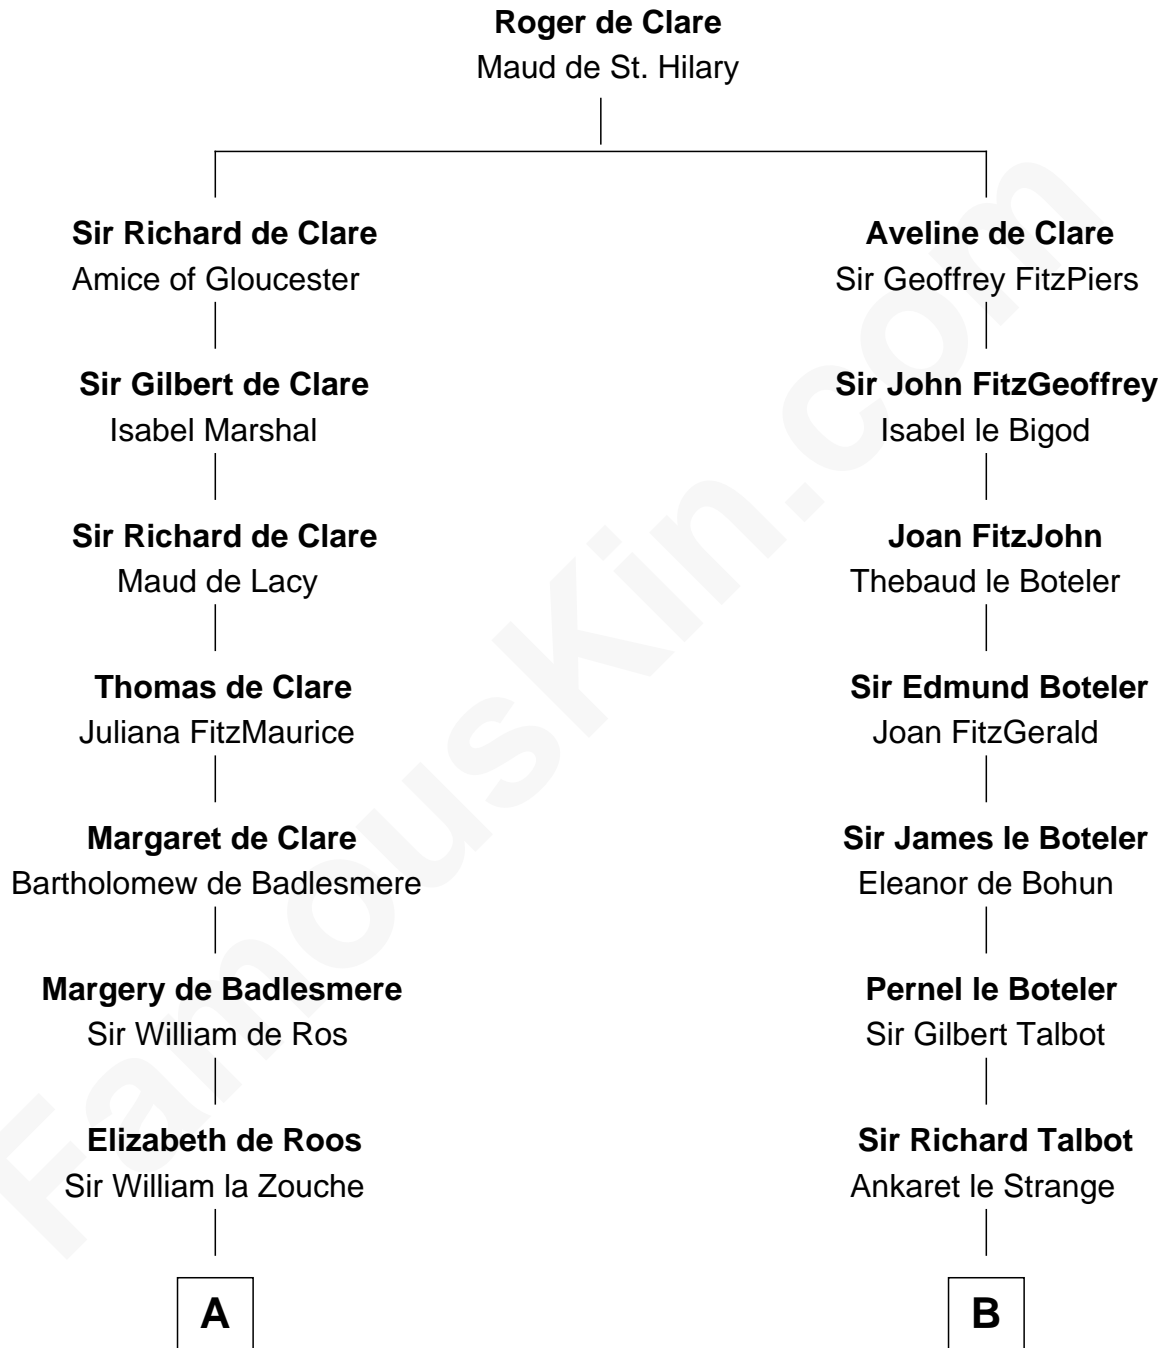 Roger de Clare
Maud de St. Hilary
Sir Richard de Clare
Amice of Gloucester
Sir Gilbert de Clare
Isabel Marshal
Sir Richard de Clare
Maud de Lacy
Thomas de Clare
Juliana FitzMaurice
Margaret de Clare
Bartholomew de Badlesmere
Margery de Badlesmere
Sir William de Ros
Elizabeth de Roos
Sir William la Zouche
A
Aveline de Clare
Sir Geoffrey FitzPiers
Sir John FitzGeoffrey
Isabel le Bigod
Joan FitzJohn
Thebaud le Boteler
Sir Edmund Boteler
Joan FitzGerald
Sir James le Boteler
Eleanor de Bohun
Pernel le Boteler
Sir Gilbert Talbot
Sir Richard Talbot
Ankaret le Strange
B
FamousKin.com